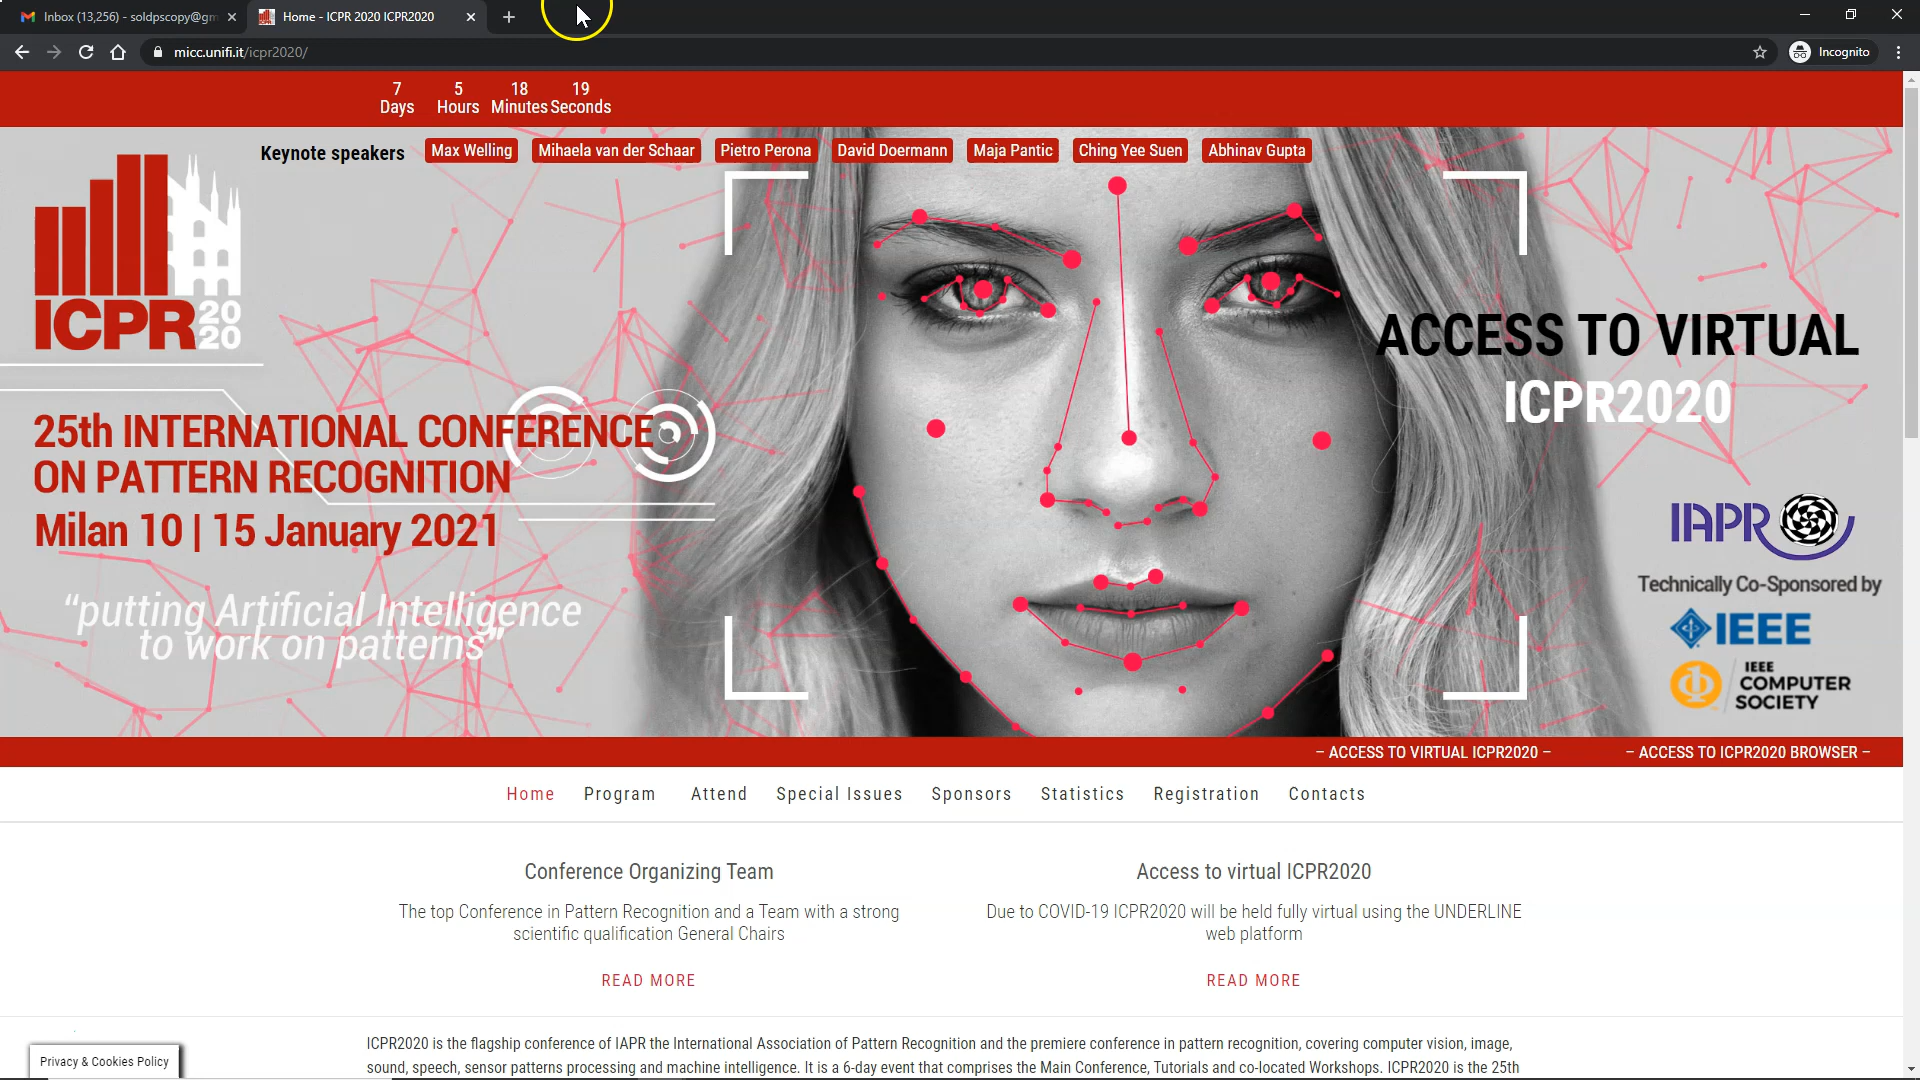 Inbox (13,256) - soldpscopy@gm
Home - ICPR 2020 ICPR2020
micc.unifi.it/icpr2020/
Incognito
7 5 18 19
Days Hours Minutes Seconds
Keynote speakers Max Welling Mihaela van der Schaar Pietro Perona David Doermann Maja Pantic Ching Yee Suen Abhinav Gupta
ICPR 20
20
ACCESS TO VIRTUAL
ICPR2020
25th INTERNATIONAL CONFERENCE
ON PATTERN RECOGNITION
Milan 10 | 15 January 2021
“putting Artificial Intelligence
to work on patterns”
IAPR
Technically Co-Sponsored by
IEEE
IEEE
COMPUTER
SOCIETY
– ACCESS TO VIRTUAL ICPR2020 – – ACCESS TO ICPR2020 BROWSER –
Home Program Attend Special Issues Sponsors Statistics Registration Contacts
Conference Organizing Team
The top Conference in Pattern Recognition and a Team with a strong
scientific qualification General Chairs
READ MORE
Access to virtual ICPR2020
Due to COVID-19 ICPR2020 will be held fully virtual using the UNDERLINE
web platform
READ MORE
ICPR2020 is the flagship conference of IAPR the International Association of Pattern Recognition and the premiere conference in pattern recognition, covering computer vision, image,
sound, speech, sensor patterns processing and machine intelligence. It is a 6-day event that comprises the Main Conference, Tutorials and co-located Workshops. ICPR2020 is the 25th
Privacy & Cookies Policy